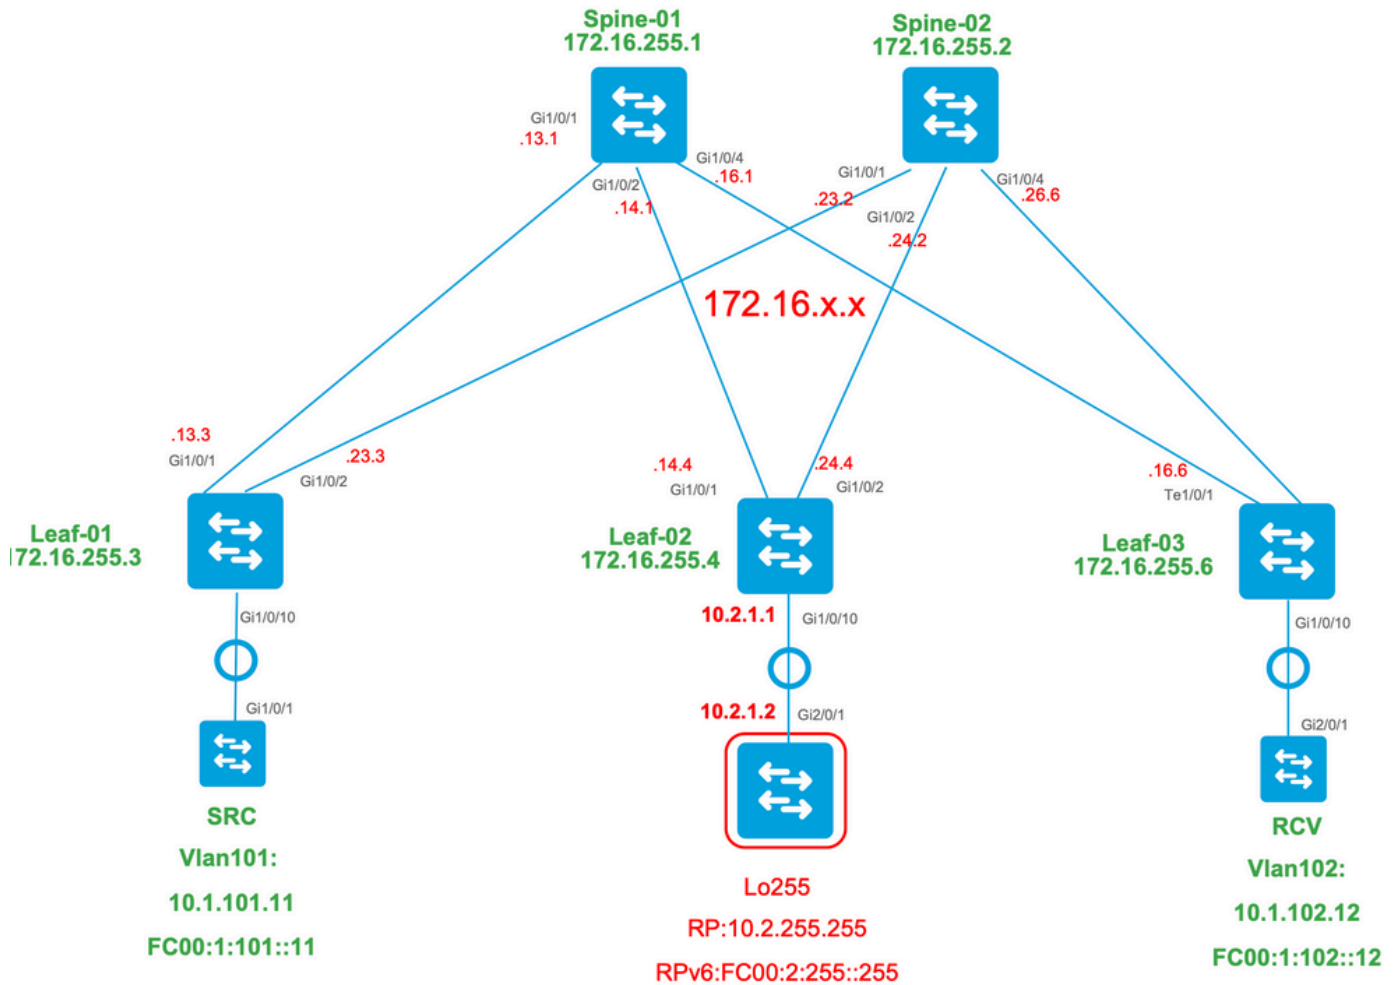 Spine-01
172.16.255.1
Spine-02
172.16.255.2
Gi1/0/1
.13.1
Gi1/0/2
.14.1
Gi1/0/4
.16.1
Gi1/0/1
.23.2
Gi1/0/2
.24.2
Gi1/0/4
.26.6
172.16.x.x
.13.3
Gi1/0/1
.23.3
Gi1/0/2
.14.4
Gi1/0/1
.24.4
Gi1/0/2
.16.6
Te1/0/1
Leaf-01
172.16.255.3
Leaf-02
172.16.255.4
Leaf-03
172.16.255.6
Gi1/0/10
10.2.1.1
Gi1/0/10
Gi1/0/10
Gi1/0/1
10.2.1.2
Gi2/0/1
Gi2/0/1
SRC
Vlan101:
10.1.101.11
FC00:1:101::11
Lo255
RP:10.2.255.255
RPv6:FC00:2:255::255
RCV
Vlan102:
10.1.102.12
FC00:1:102::12